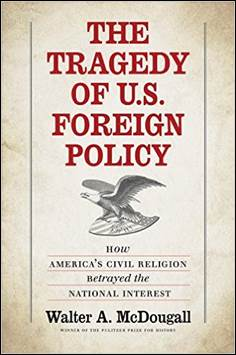 THE
TRAGEDY
OF U.S.
FOREIGN
POLICY
HOW
AMERICA'S CIVIL RELIGION
BETRAYED the
NATIONAL INTEREST
Walter A. McDougall
WINNER OF THE PULITZER PRIZE FOR HISTORY